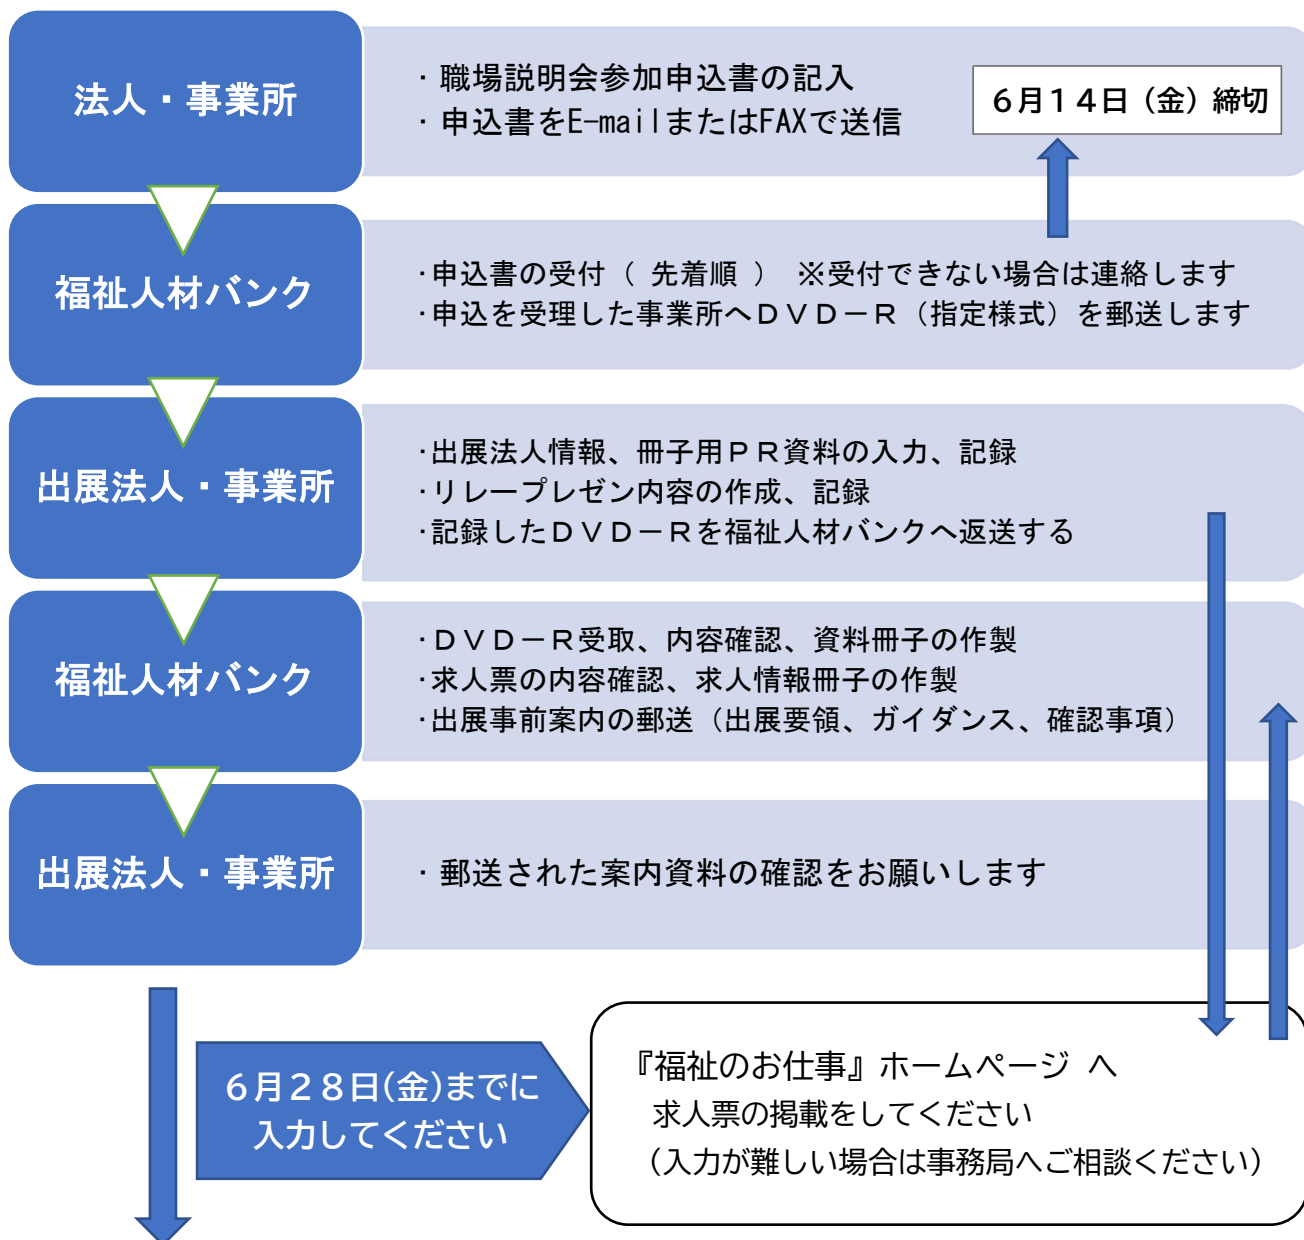 法人・事業所
・職場説明会参加申込書の記入
・申込書をE-mailまたはFAXで送信
６月１４日（金）締切
福祉人材バンク
・申込書の受付（ 先着順 ） ※受付できない場合は連絡します
・申込を受理した事業所へＤＶＤ－Ｒ（指定様式）を郵送します
出展法人・事業所
・出展法人情報、冊子用ＰＲ資料の入力、記録
・リレープレゼン内容の作成、記録
・記録したＤＶＤ－Ｒを福祉人材バンクへ返送する
福祉人材バンク
・ＤＶＤ－Ｒ受取、内容確認、資料冊子の作製
・求人票の内容確認、求人情報冊子の作製
・出展事前案内の郵送（出展要領、ガイダンス、確認事項）
出展法人・事業所
・郵送された案内資料の確認をお願いします
６月２８日(金)までに
入力してください
『福祉のお仕事』ホームページ へ
求人票の掲載をしてください
（入力が難しい場合は事務局へご相談ください）